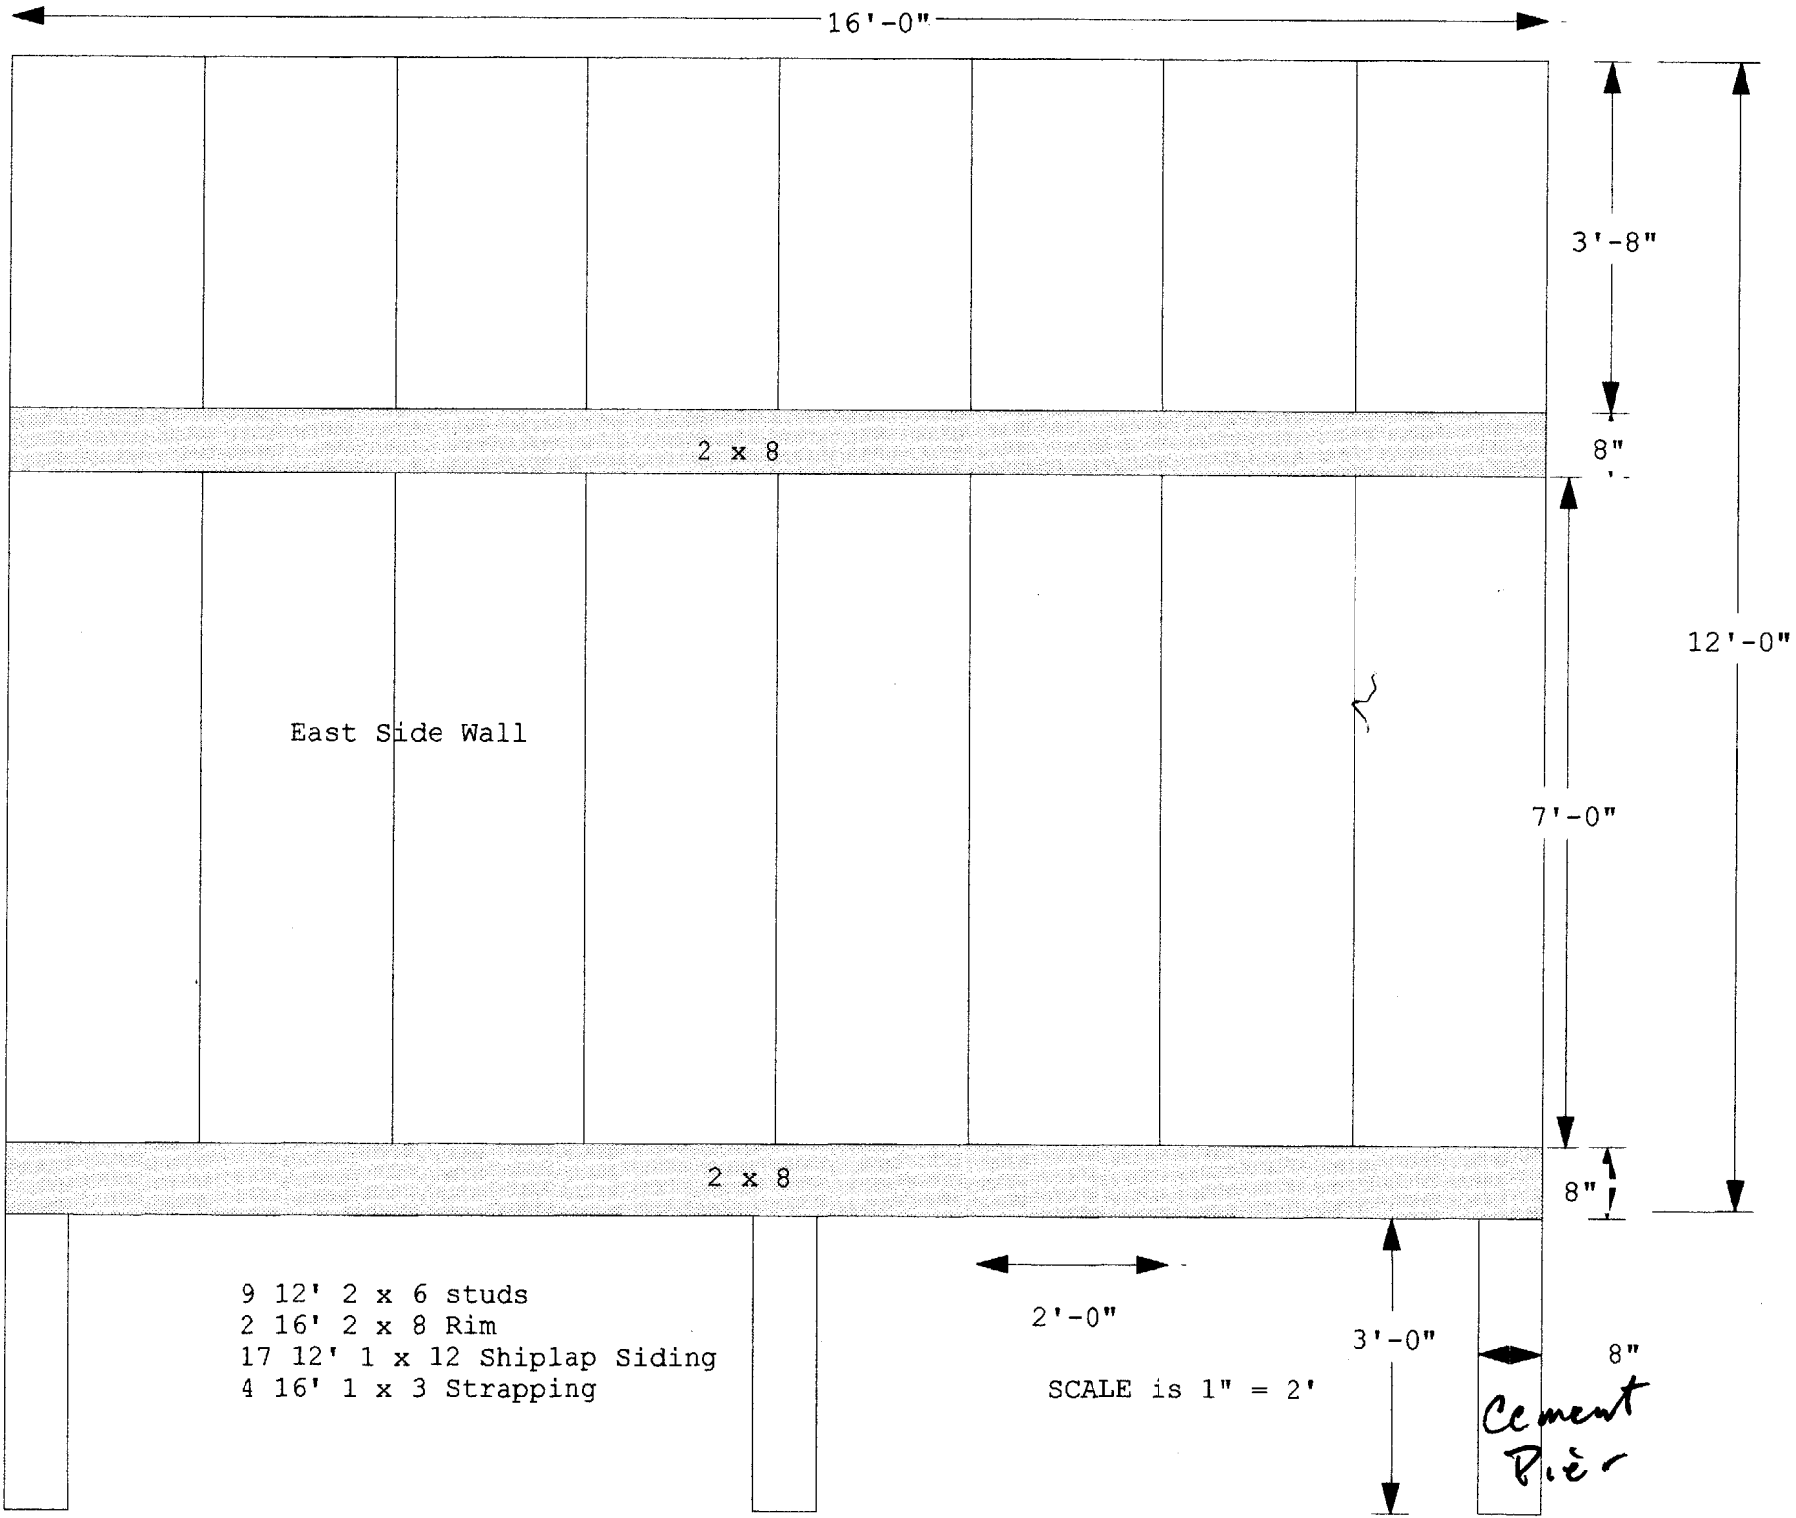 16'-0"
3'-8"
2 x 8
8"
12'-0"
East Side Wall
7'-0"
2 x 8
8"
9 12' 2 x 6 studs
2 16' 2 x 8 Rim
17 12' 1 x 12 Shiplap Siding
4 16' 1 x 3 Strapping
2'-0"
3'-0"
8"
SCALE is 1" = 2'
Cement
Pier